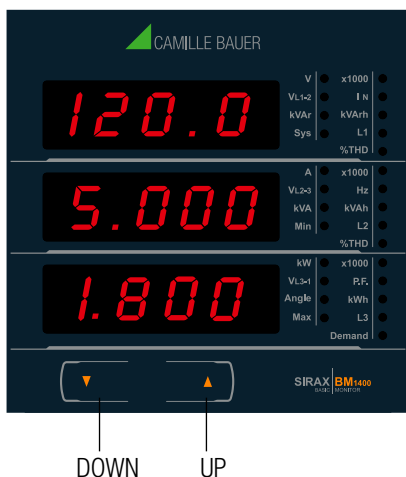 CAMILLE BAUER
120.0
V x1000
VL1-2 IN
kVAr kVArh
Sys L1
%THD
5.000
A x1000
VL2-3 Hz
kVA kVAh
Min L2
%THD
1.800
kW x1000
VL3-1 P.F.
Angle kWh
Max L3
Demand
▼ ▲
SIRAX BM1400
BASIC MONITOR
DOWN UP